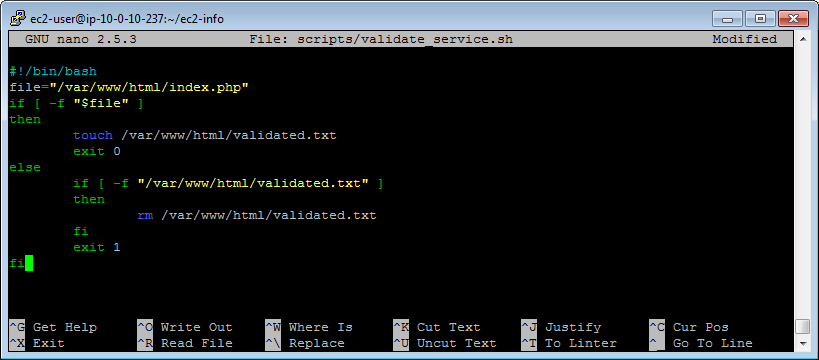 ec2-user@ip-10-0-10-237:~/ec2-info
GNU nano 2.5.3 File: scripts/validate_service.sh Modified
#!/bin/bash
file="/var/www/html/index.php"
if [ -f "$file" ]
then
touch /var/www/html/validated.txt
exit 0
else
if [ -f "/var/www/html/validated.txt" ]
then
rm /var/www/html/validated.txt
fi
exit 1
fi
^G Get Help ^O Write Out ^W Where Is ^K Cut Text ^J Justify ^C Cur Pos
^X Exit ^R Read File ^\ Replace ^U Uncut Text ^T To Linter ^_ Go To Line